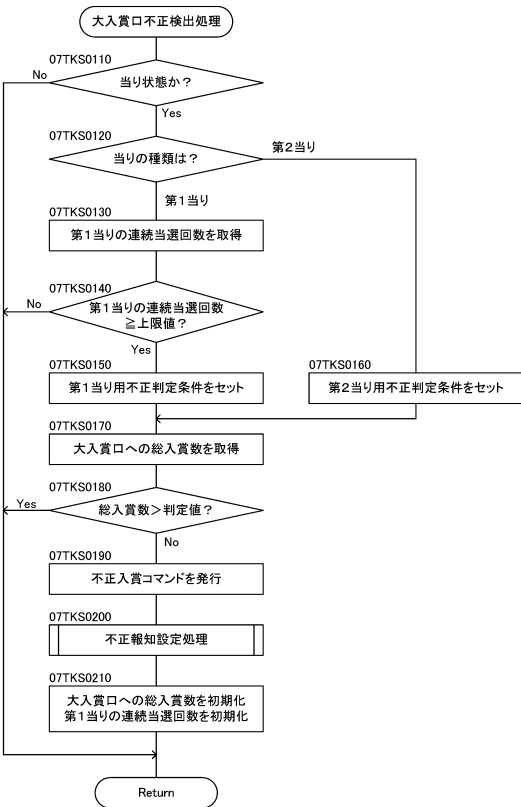 大入賞口不正検出処理
07TKS0110
No
当り状態か？
Yes
07TKS0120
当りの種類は？
第２当り
第１当り
07TKS0130
第１当りの連続当選回数を取得
07TKS0140
No
第１当りの連続当選回数
≧上限値？
Yes
07TKS0150
第１当り用不正判定条件をセット
07TKS0160
第２当り用不正判定条件をセット
07TKS0170
大入賞口への総入賞数を取得
07TKS0180
Yes
総入賞数＞判定値？
No
07TKS0190
不正入賞コマンドを発行
07TKS0200
不正報知設定処理
07TKS0210
大入賞口への総入賞数を初期化
第１当りの連続当選回数を初期化
Return